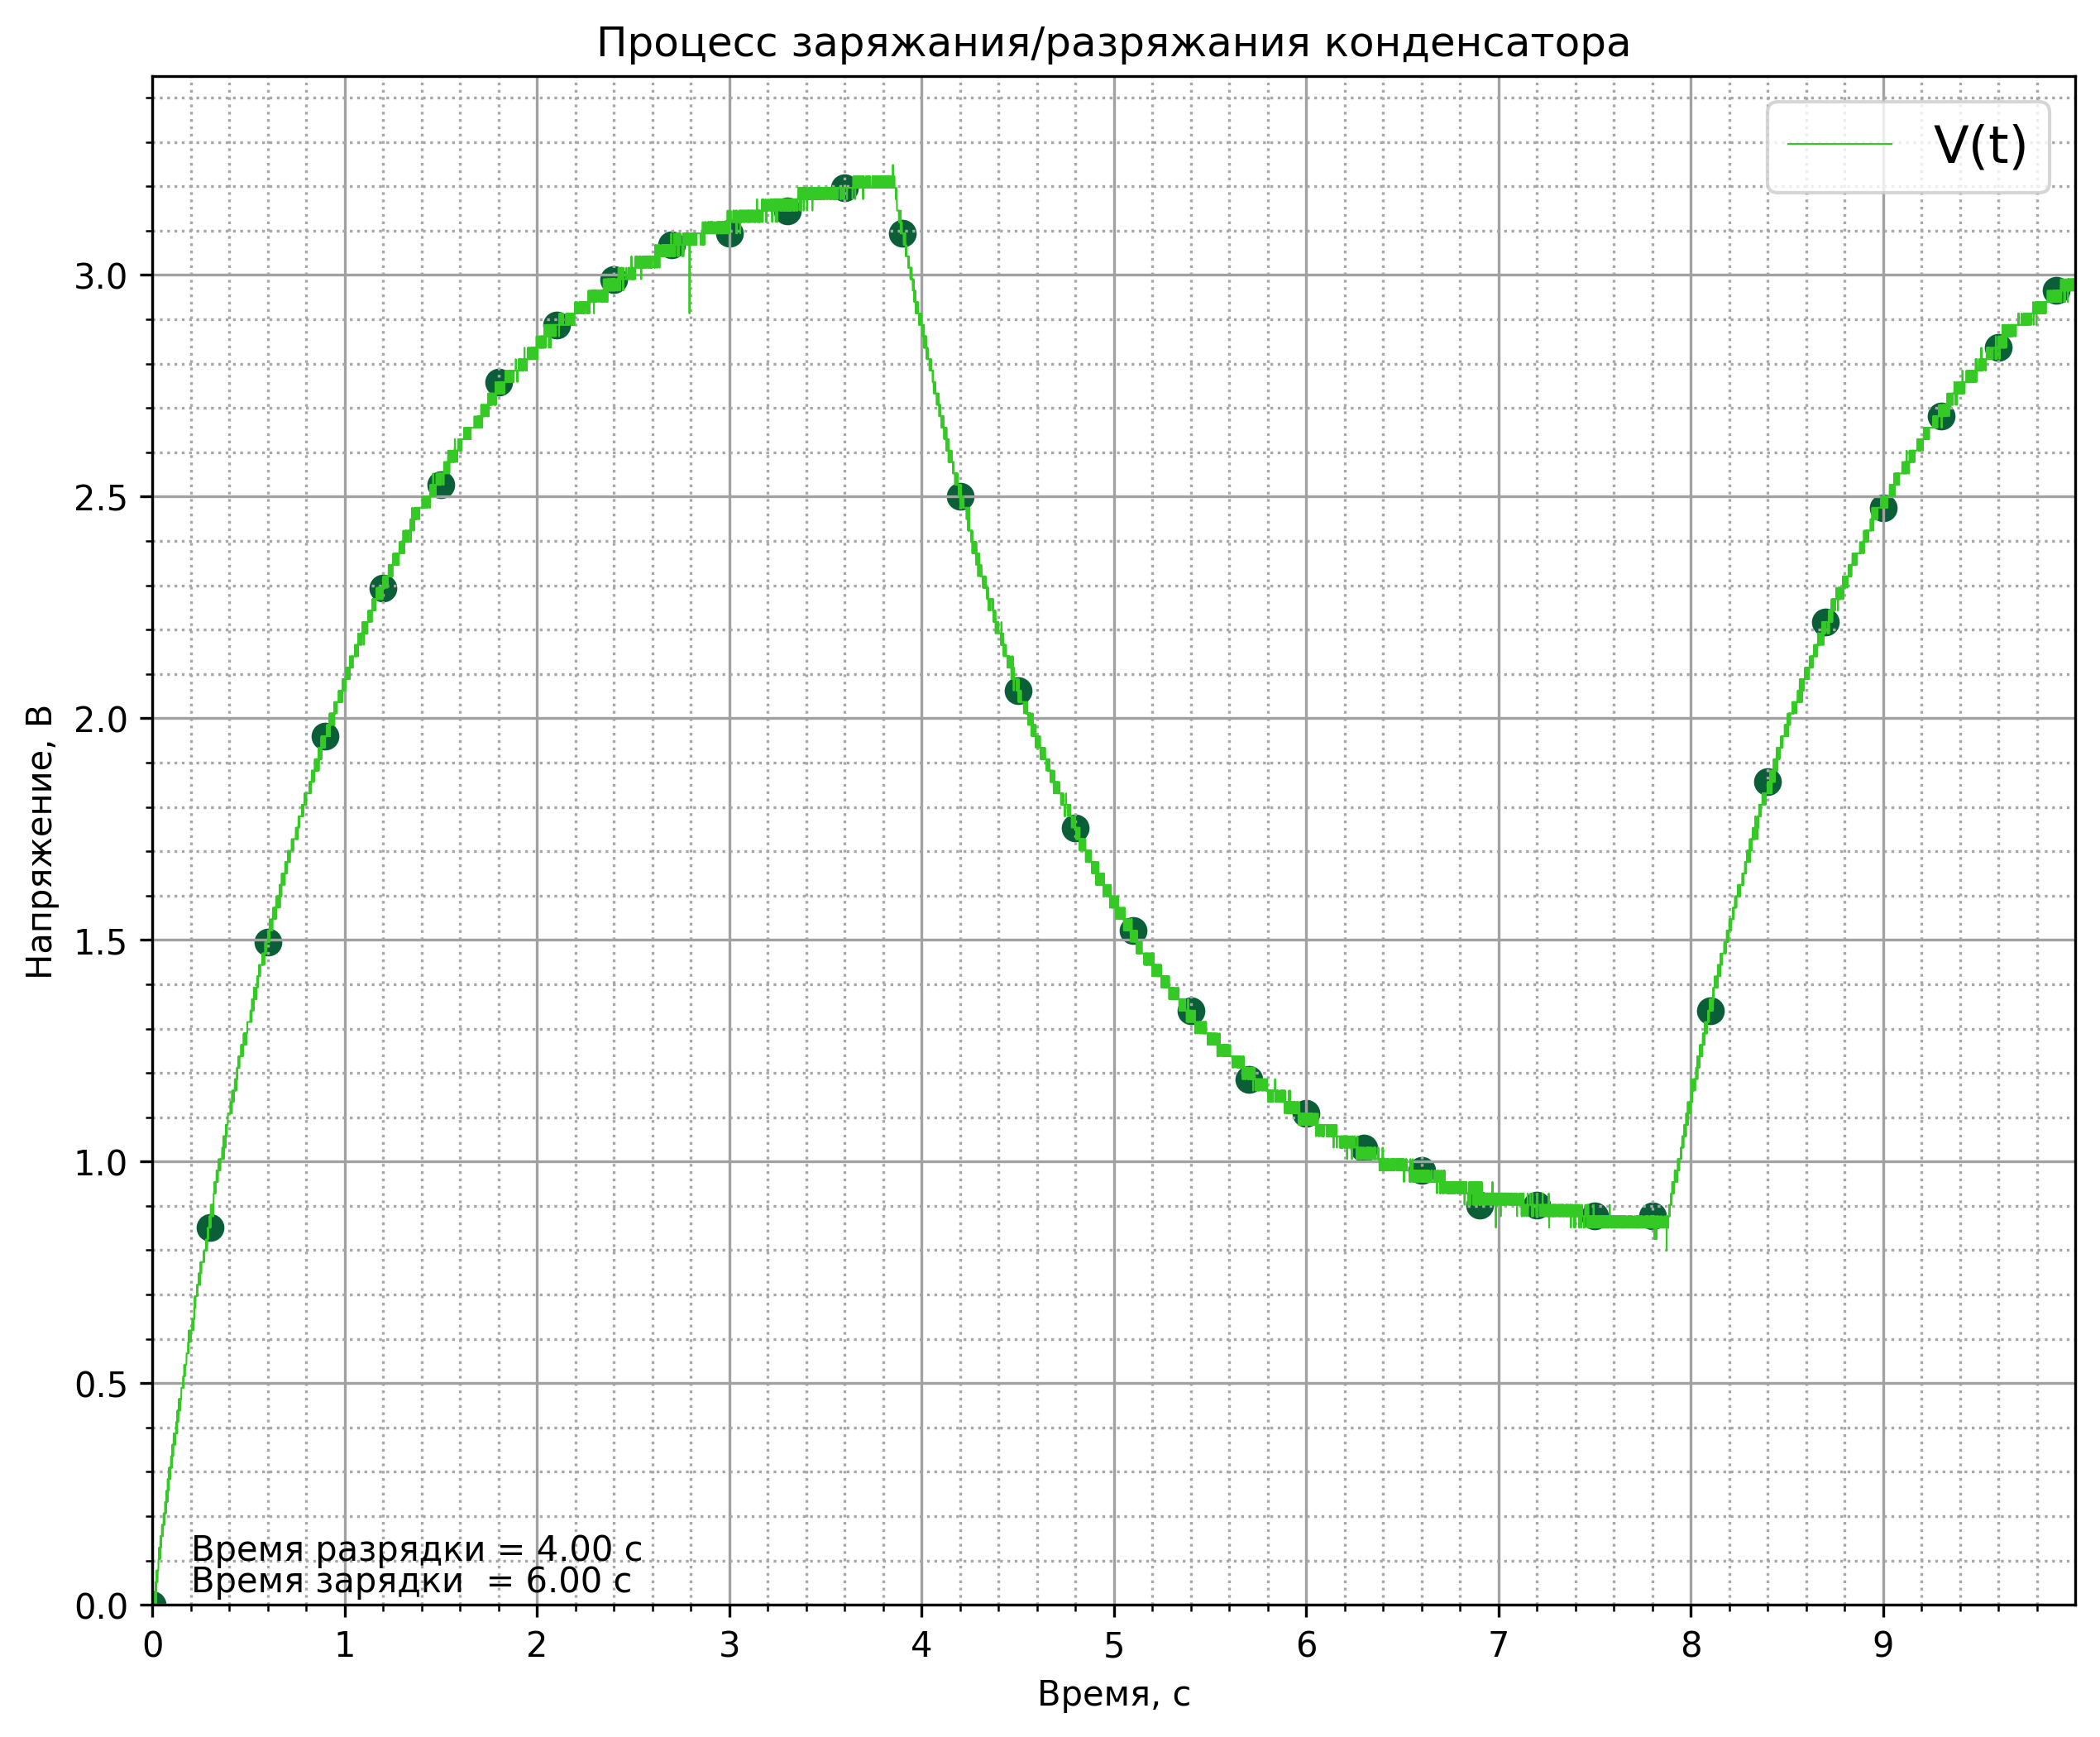 Процесс заряжания/разряжания конденсатора
V(t)
Напряжение, В
3.0
2.5
2.0
1.5
1.0
0.5
0.0
Время разрядки = 4.00 с
Время зарядки  = 6.00 с
0 1 2 3 4 5 6 7 8 9
Время, с